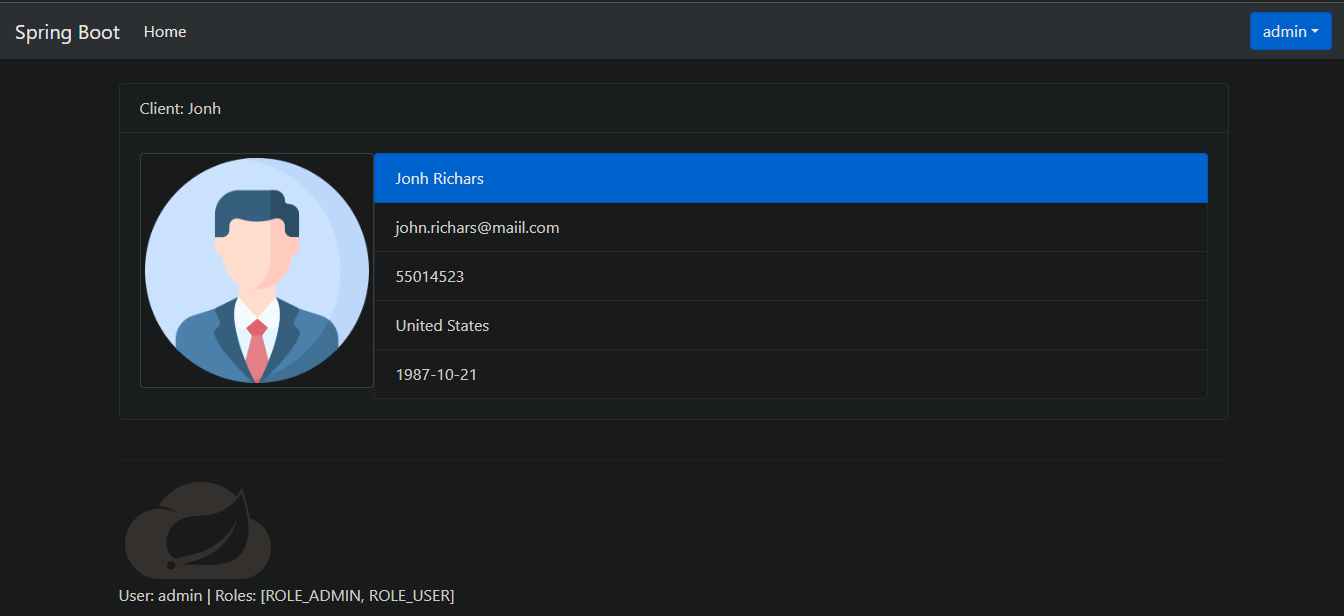 Spring Boot Home admin
Client: Jonh
Jonh Richars
john.richars@maiil.com
55014523
United States
1987-10-21
User: admin | Roles: [ROLE_ADMIN, ROLE_USER]